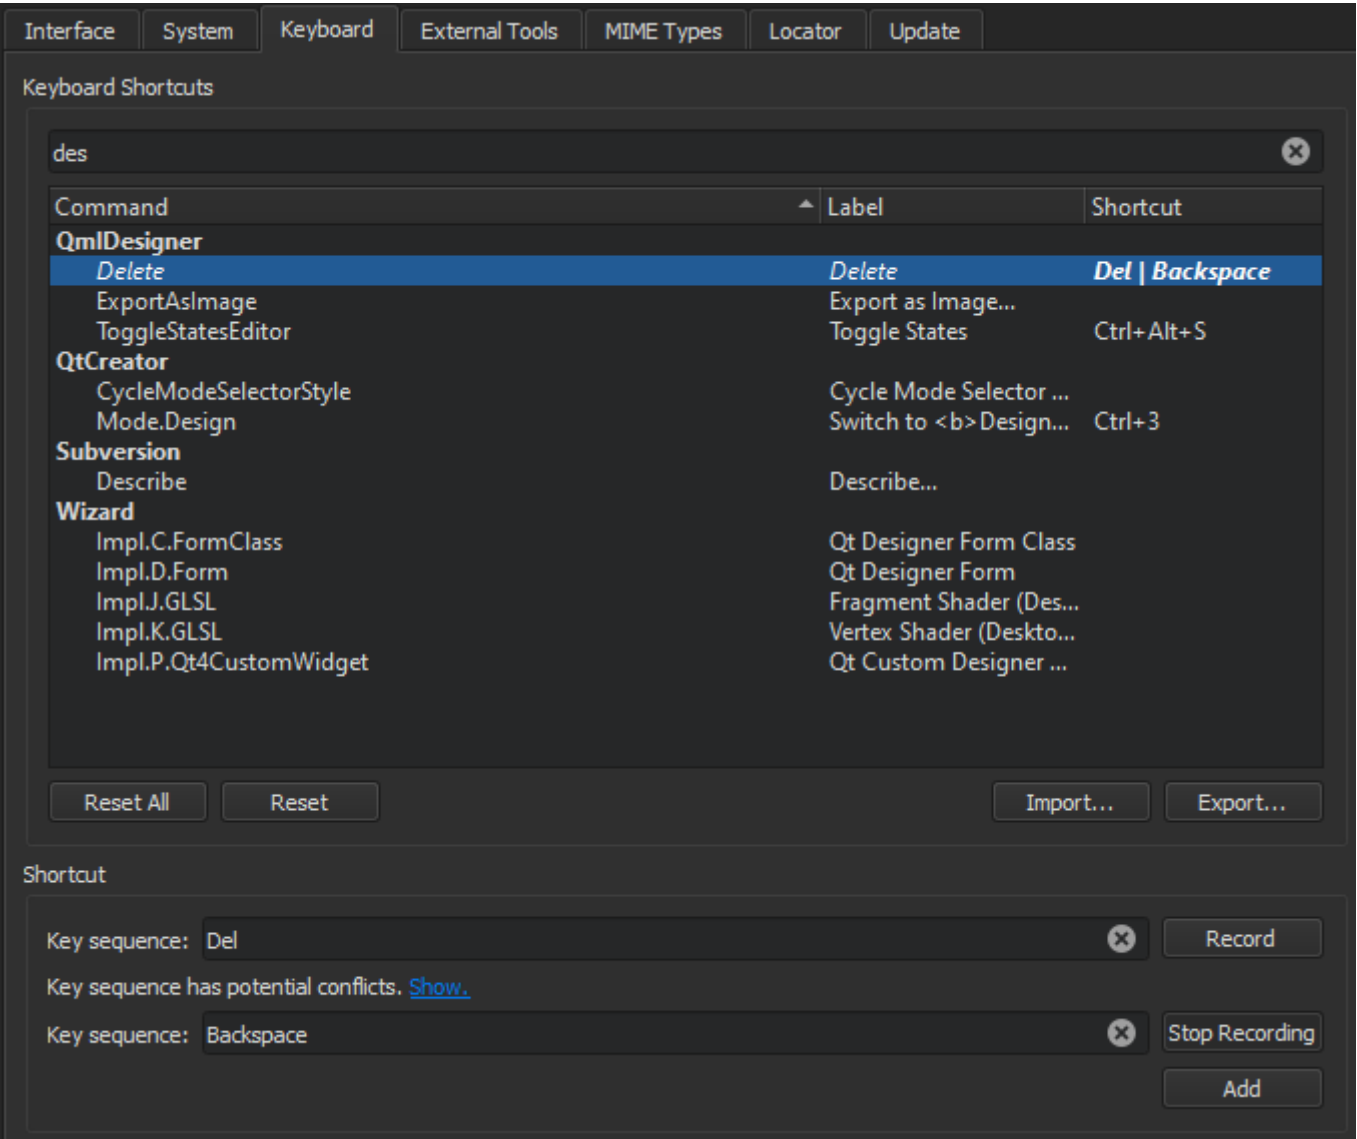 Interface System Keyboard External Tools MIME Types Locator Update
Keyboard Shortcuts
des
Command Label Shortcut
QmlDesigner
Delete Delete Del | Backspace
ExportAsImage Export as Image...
ToggleStatesEditor Toggle States Ctrl+Alt+S
QtCreator
CycleModeSelectorStyle Cycle Mode Selector ...
Mode.Design Switch to <b>Design... Ctrl+3
Subversion
Describe Describe...
Wizard
Impl.C.FormClass Qt Designer Form Class
Impl.D.Form Qt Designer Form
Impl.J.GLSL Fragment Shader (Des...
Impl.K.GLSL Vertex Shader (Deskto...
Impl.P.Qt4CustomWidget Qt Custom Designer ...
Reset All Reset Import... Export...
Shortcut
Key sequence: Del Record
Key sequence has potential conflicts. Show.
Key sequence: Backspace Stop Recording
Add